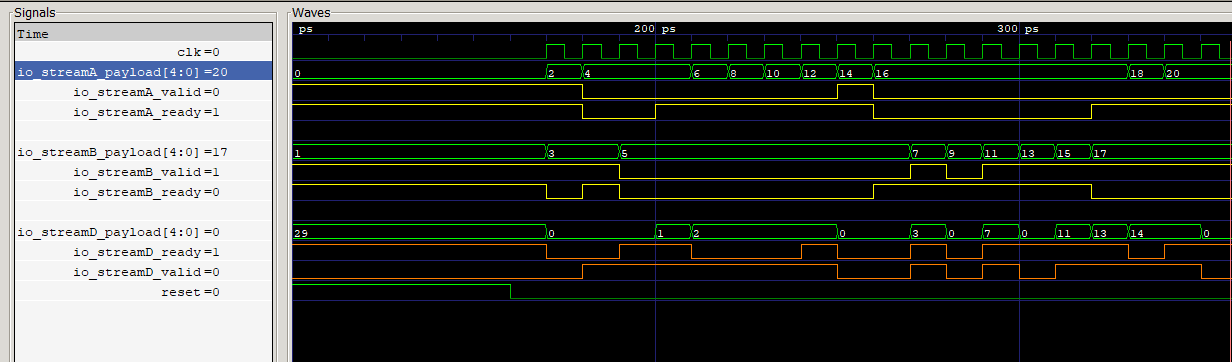 Signals
Waves
Time
ps 200 ps 300 ps
clk=0
io_streamA_payload[4:0]=20
0 2 4 6 8 10 12 14 16 18 20
io_streamA_valid=0
io_streamA_ready=1
io_streamB_payload[4:0]=17
1 3 5 7 9 11 13 15 17
io_streamB_valid=1
io_streamB_ready=0
io_streamD_payload[4:0]=0
29 0 1 2 0 3 0 7 0 11 13 14 0
io_streamD_ready=1
io_streamD_valid=0
reset=0